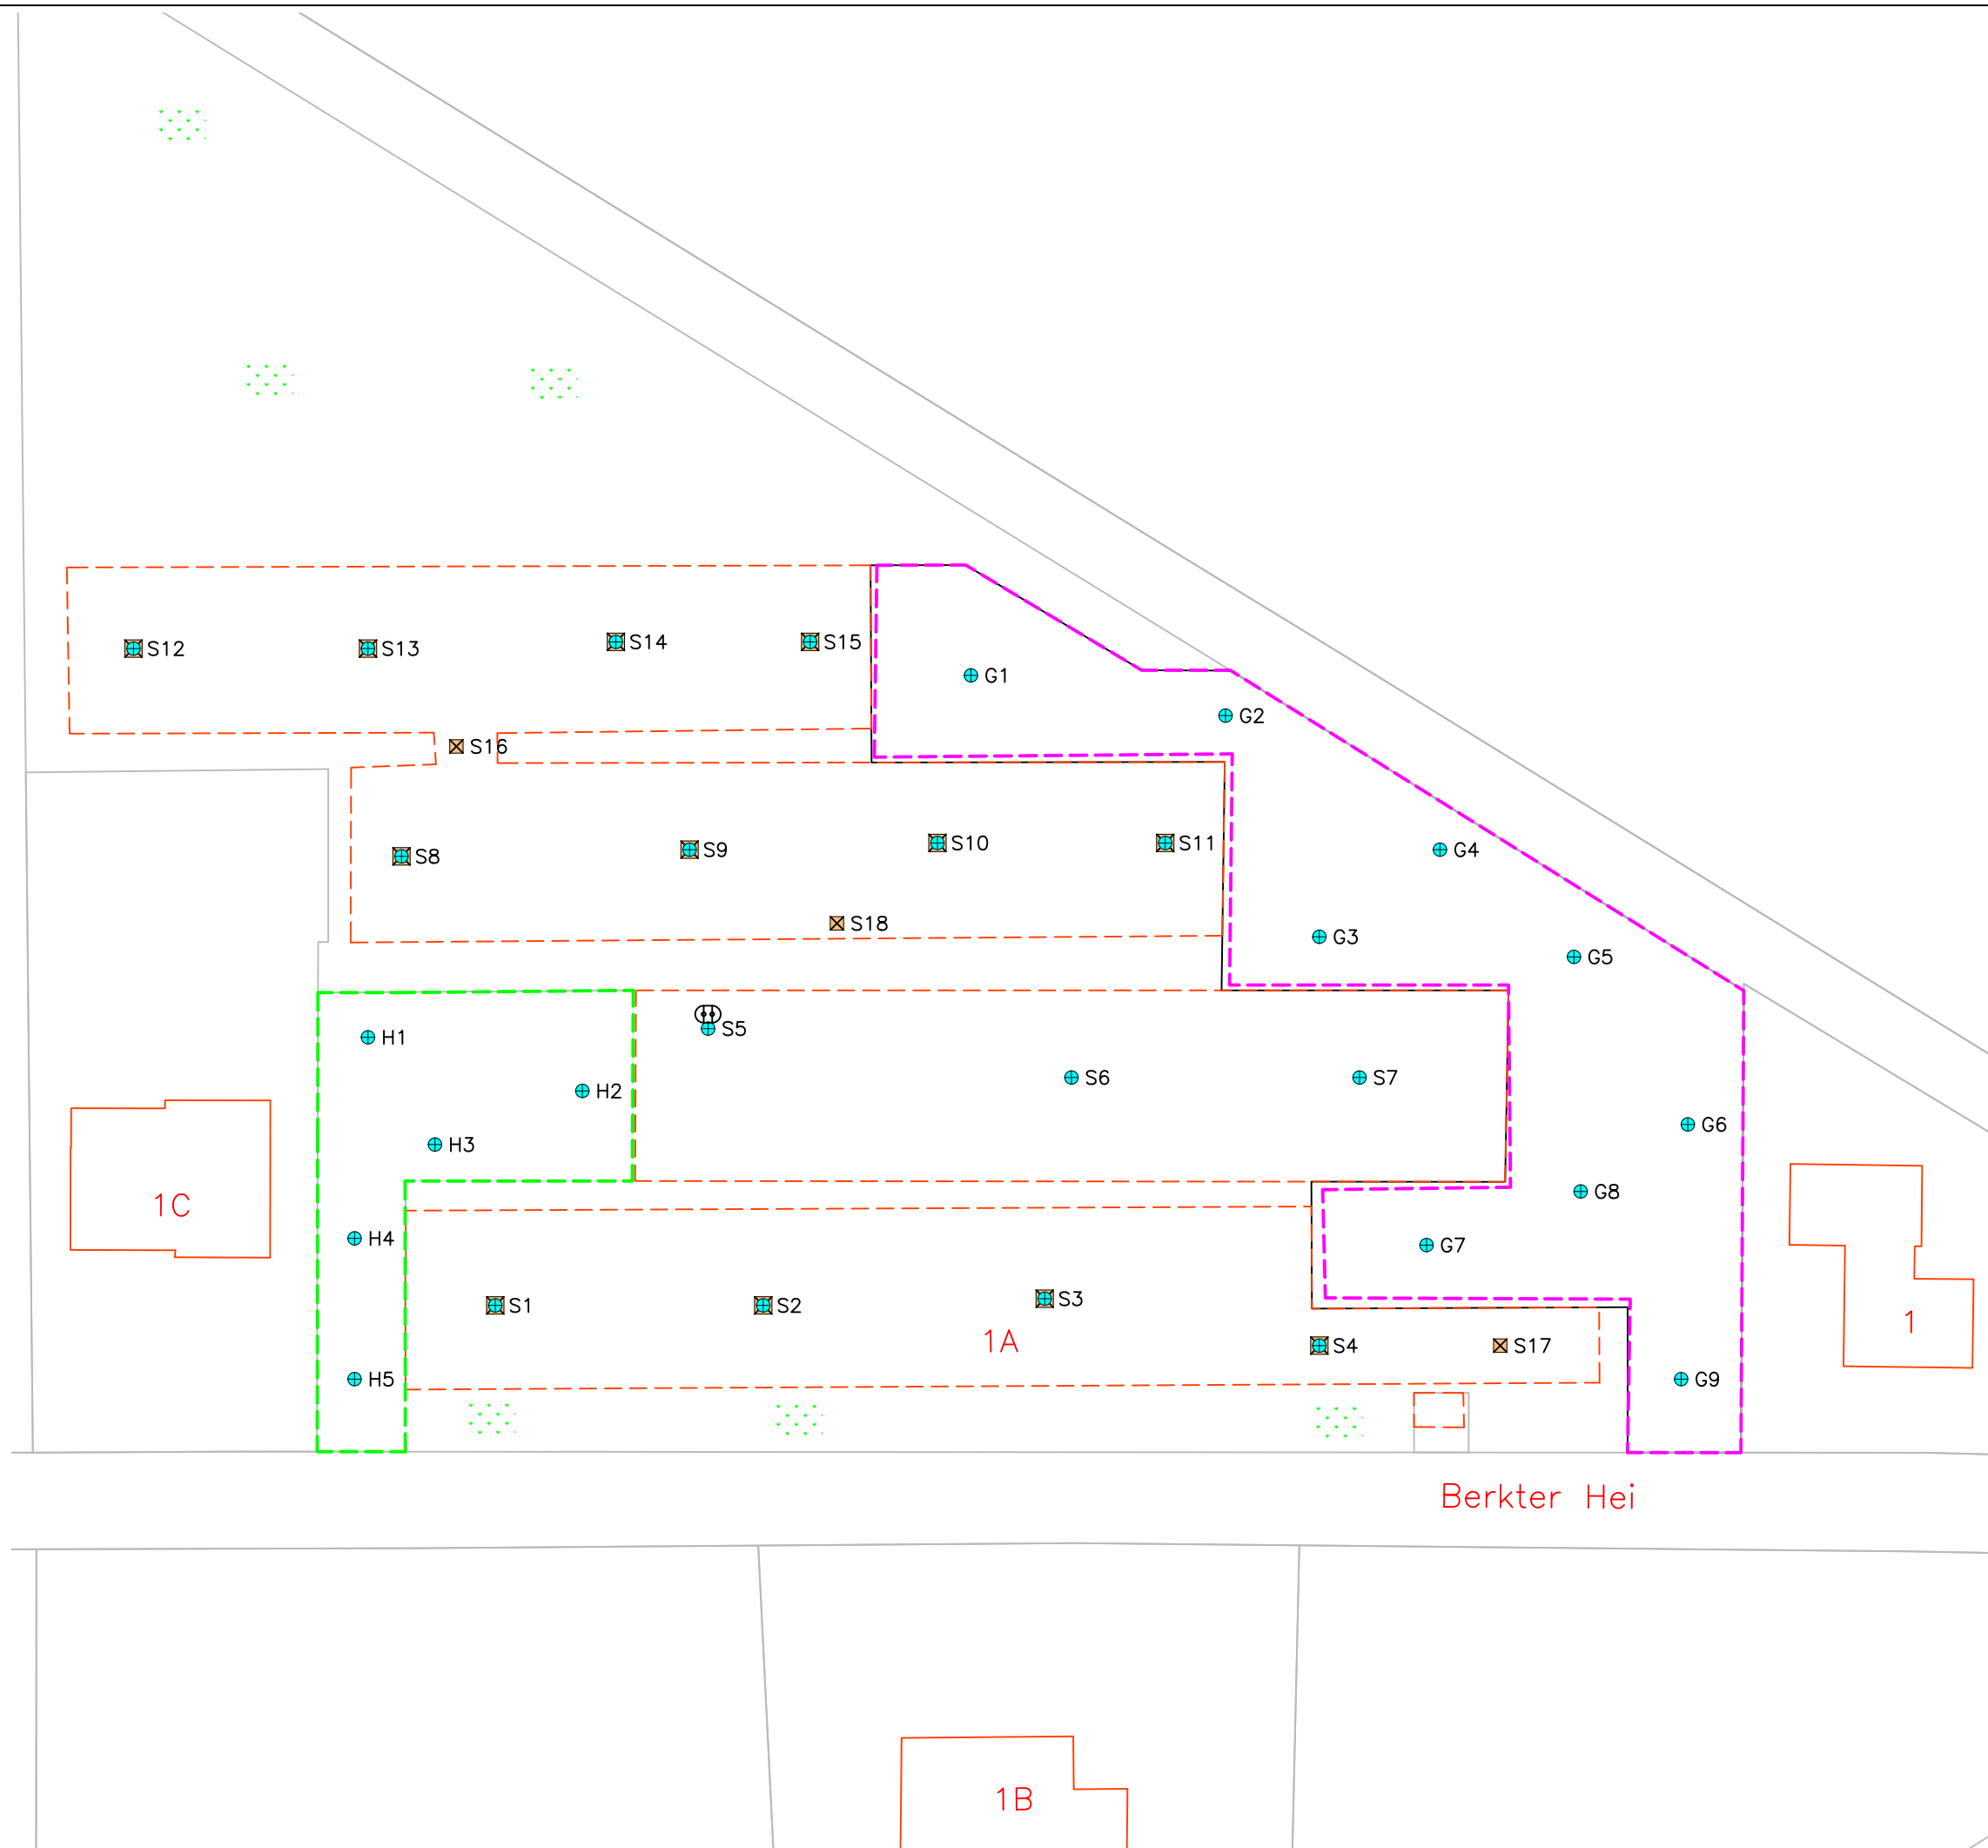 S12 S13 S14 S15
G1
G2
S16
S8 S9 S10 S11 G4
S18 G3 G5
H1 S5
H2 S6 S7
H3 G6
1C G8
H4 G7
S1 S2 S3 1
1A S4 S17
H5 G9
Berkter Hei
1B